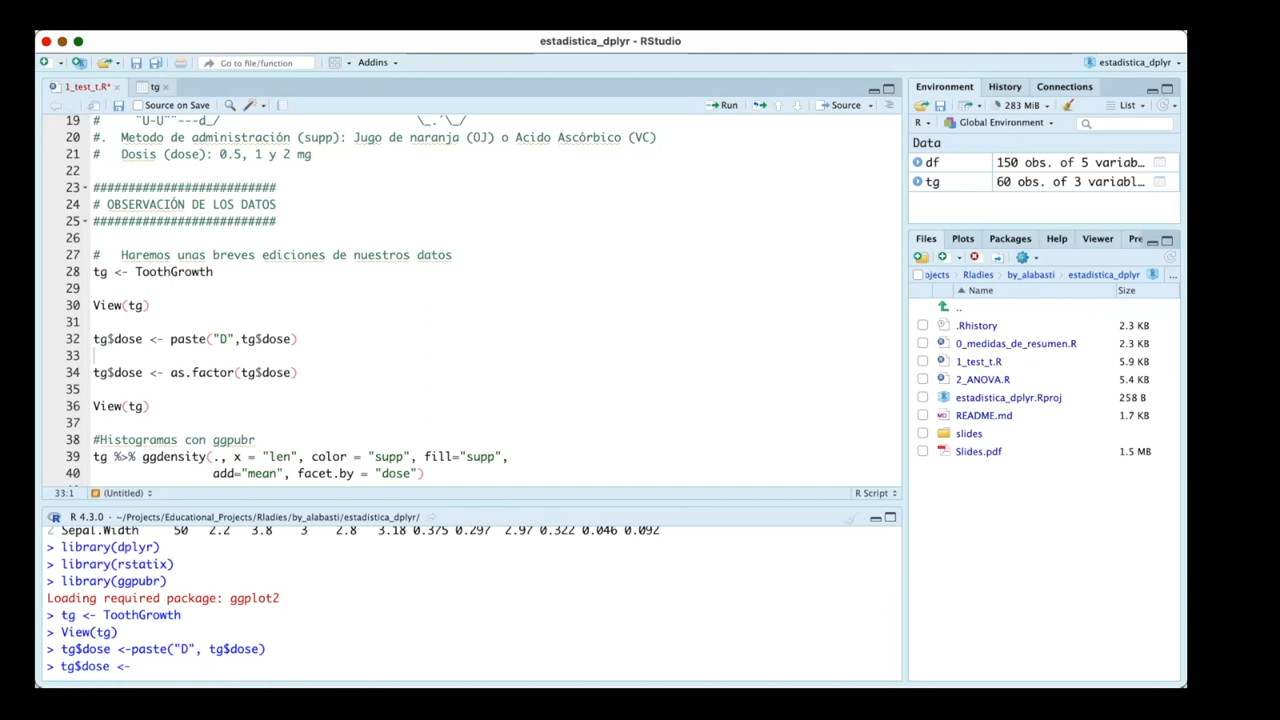 estadistica_dplyr - RStudio
Go to file/function
Addins
estadistica_dplyr
1_test_t.R*
tg
Source on Save
Run
Source
19 # ¨U-U¨¨---d_/ \_.´\_/
20 #. Metodo de administración (supp): Jugo de naranja (OJ) o Acido Ascórbico (VC)
21 # Dosis (dose): 0.5, 1 y 2 mg
22
23 ##########################
24 # OBSERVACIÓN DE LOS DATOS
25 ##########################
26
27 # Haremos unas breves ediciones de nuestros datos
28 tg <- ToothGrowth
29
30 View(tg)
31
32 tg$dose <- paste("D",tg$dose)
33
34 tg$dose <- as.factor(tg$dose)
35
36 View(tg)
37
38 #Histogramas con ggpubr
39 tg %>% ggdensity(., x = "len", color = "supp", fill="supp",
40 add="mean", facet.by = "dose")
33:1 (Untitled) R Script
R 4.3.0 · ~/Projects/Educational_Projects/Rladies/by_alabasti/estadistica_dplyr/
2 Sepal.Width 50 2.2 3.8 3 2.8 3.18 0.375 0.297 2.97 0.322 0.046 0.092
> library(dplyr)
> library(rstatix)
> library(ggpubr)
Loading required package: ggplot2
> tg <- ToothGrowth
> View(tg)
> tg$dose <-paste("D", tg$dose)
> tg$dose <-
Environment History Connections
283 MiB List
R Global Environment
Data
df 150 obs. of 5 variab…
tg 60 obs. of 3 variabl…
Files Plots Packages Help Viewer Pre
ojects Rladies by_alabasti estadistica_dplyr ...
Name Size
..
.Rhistory 2.3 KB
0_medidas_de_resumen.R 2.3 KB
1_test_t.R 5.9 KB
2_ANOVA.R 5.4 KB
estadistica_dplyr.Rproj 258 B
README.md 1.7 KB
slides
Slides.pdf 1.5 MB